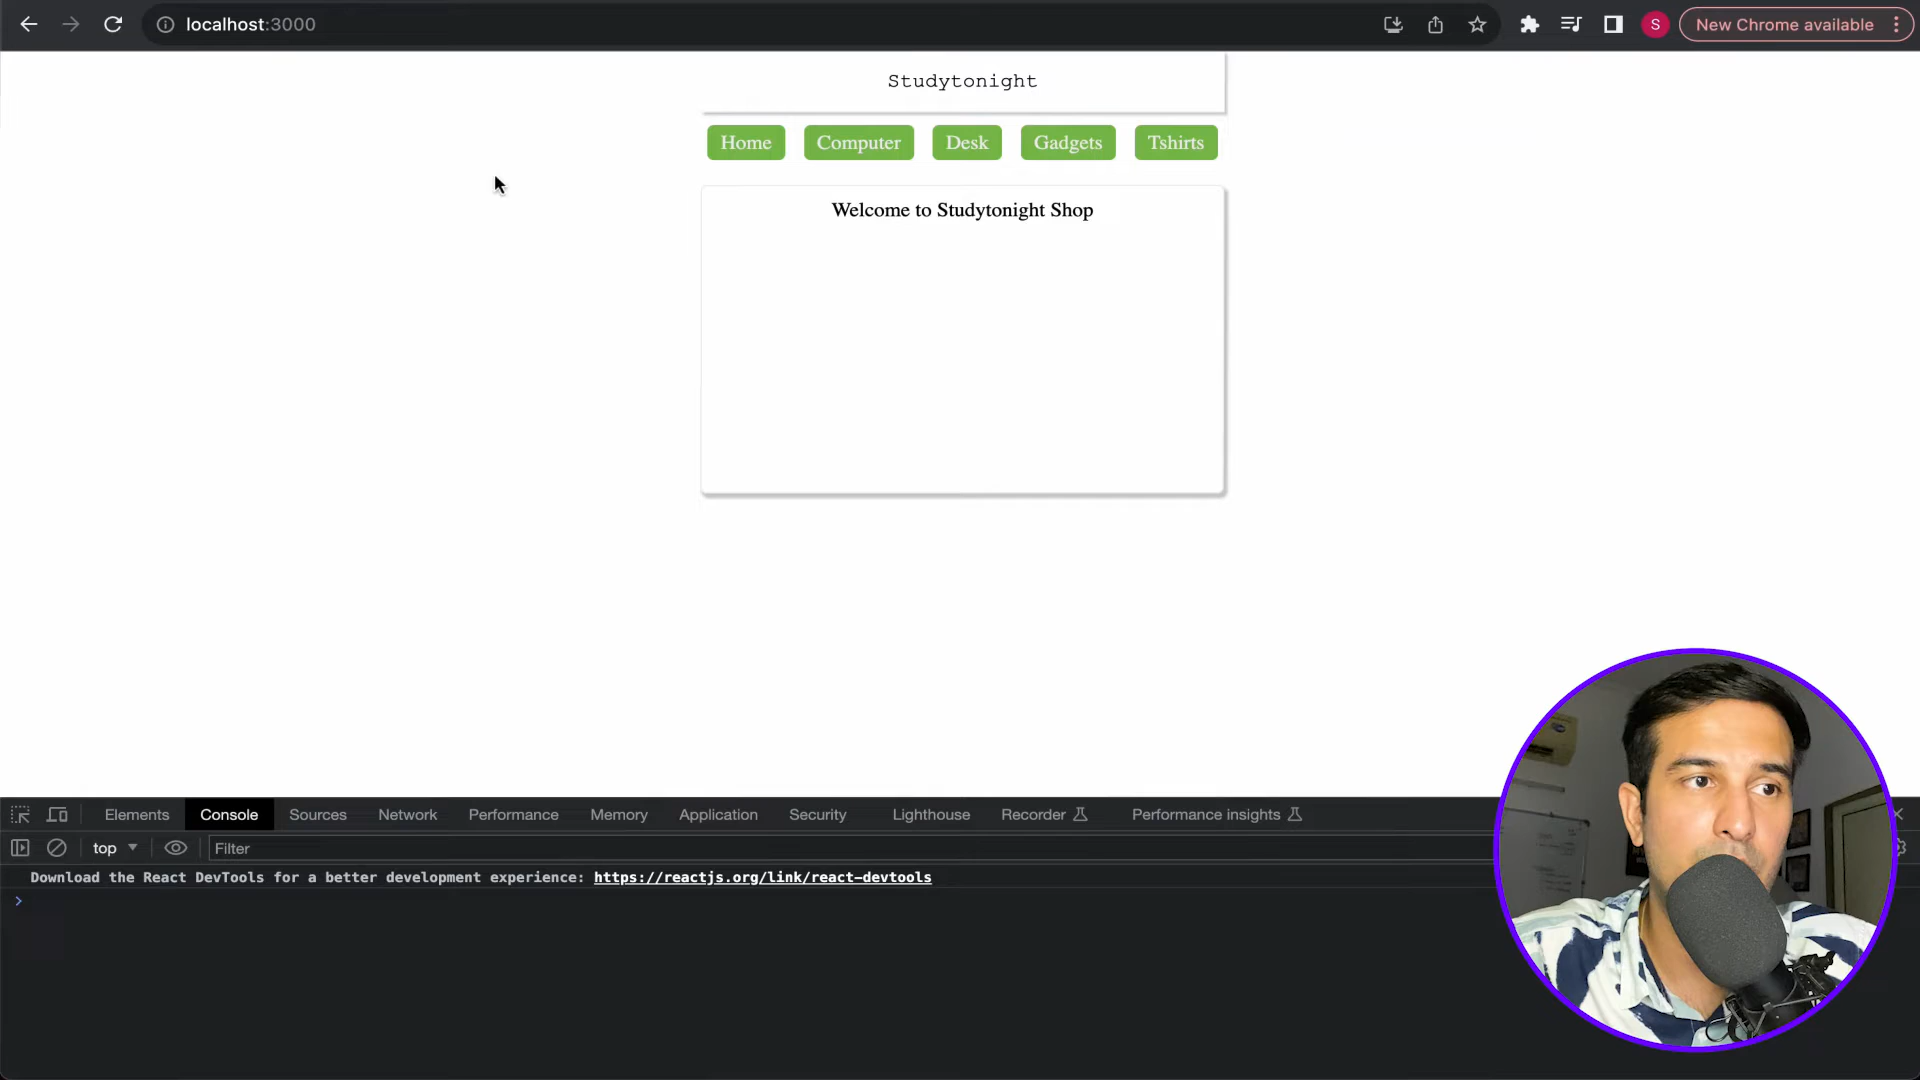 localhost:3000
S
New Chrome available
Studytonight
Home Computer Desk Gadgets Tshirts
Welcome to Studytonight Shop
Elements Console Sources Network Performance Memory Application Security Lighthouse Recorder Performance insights
top Filter
Download the React DevTools for a better development experience: https://reactjs.org/link/react-devtools
>